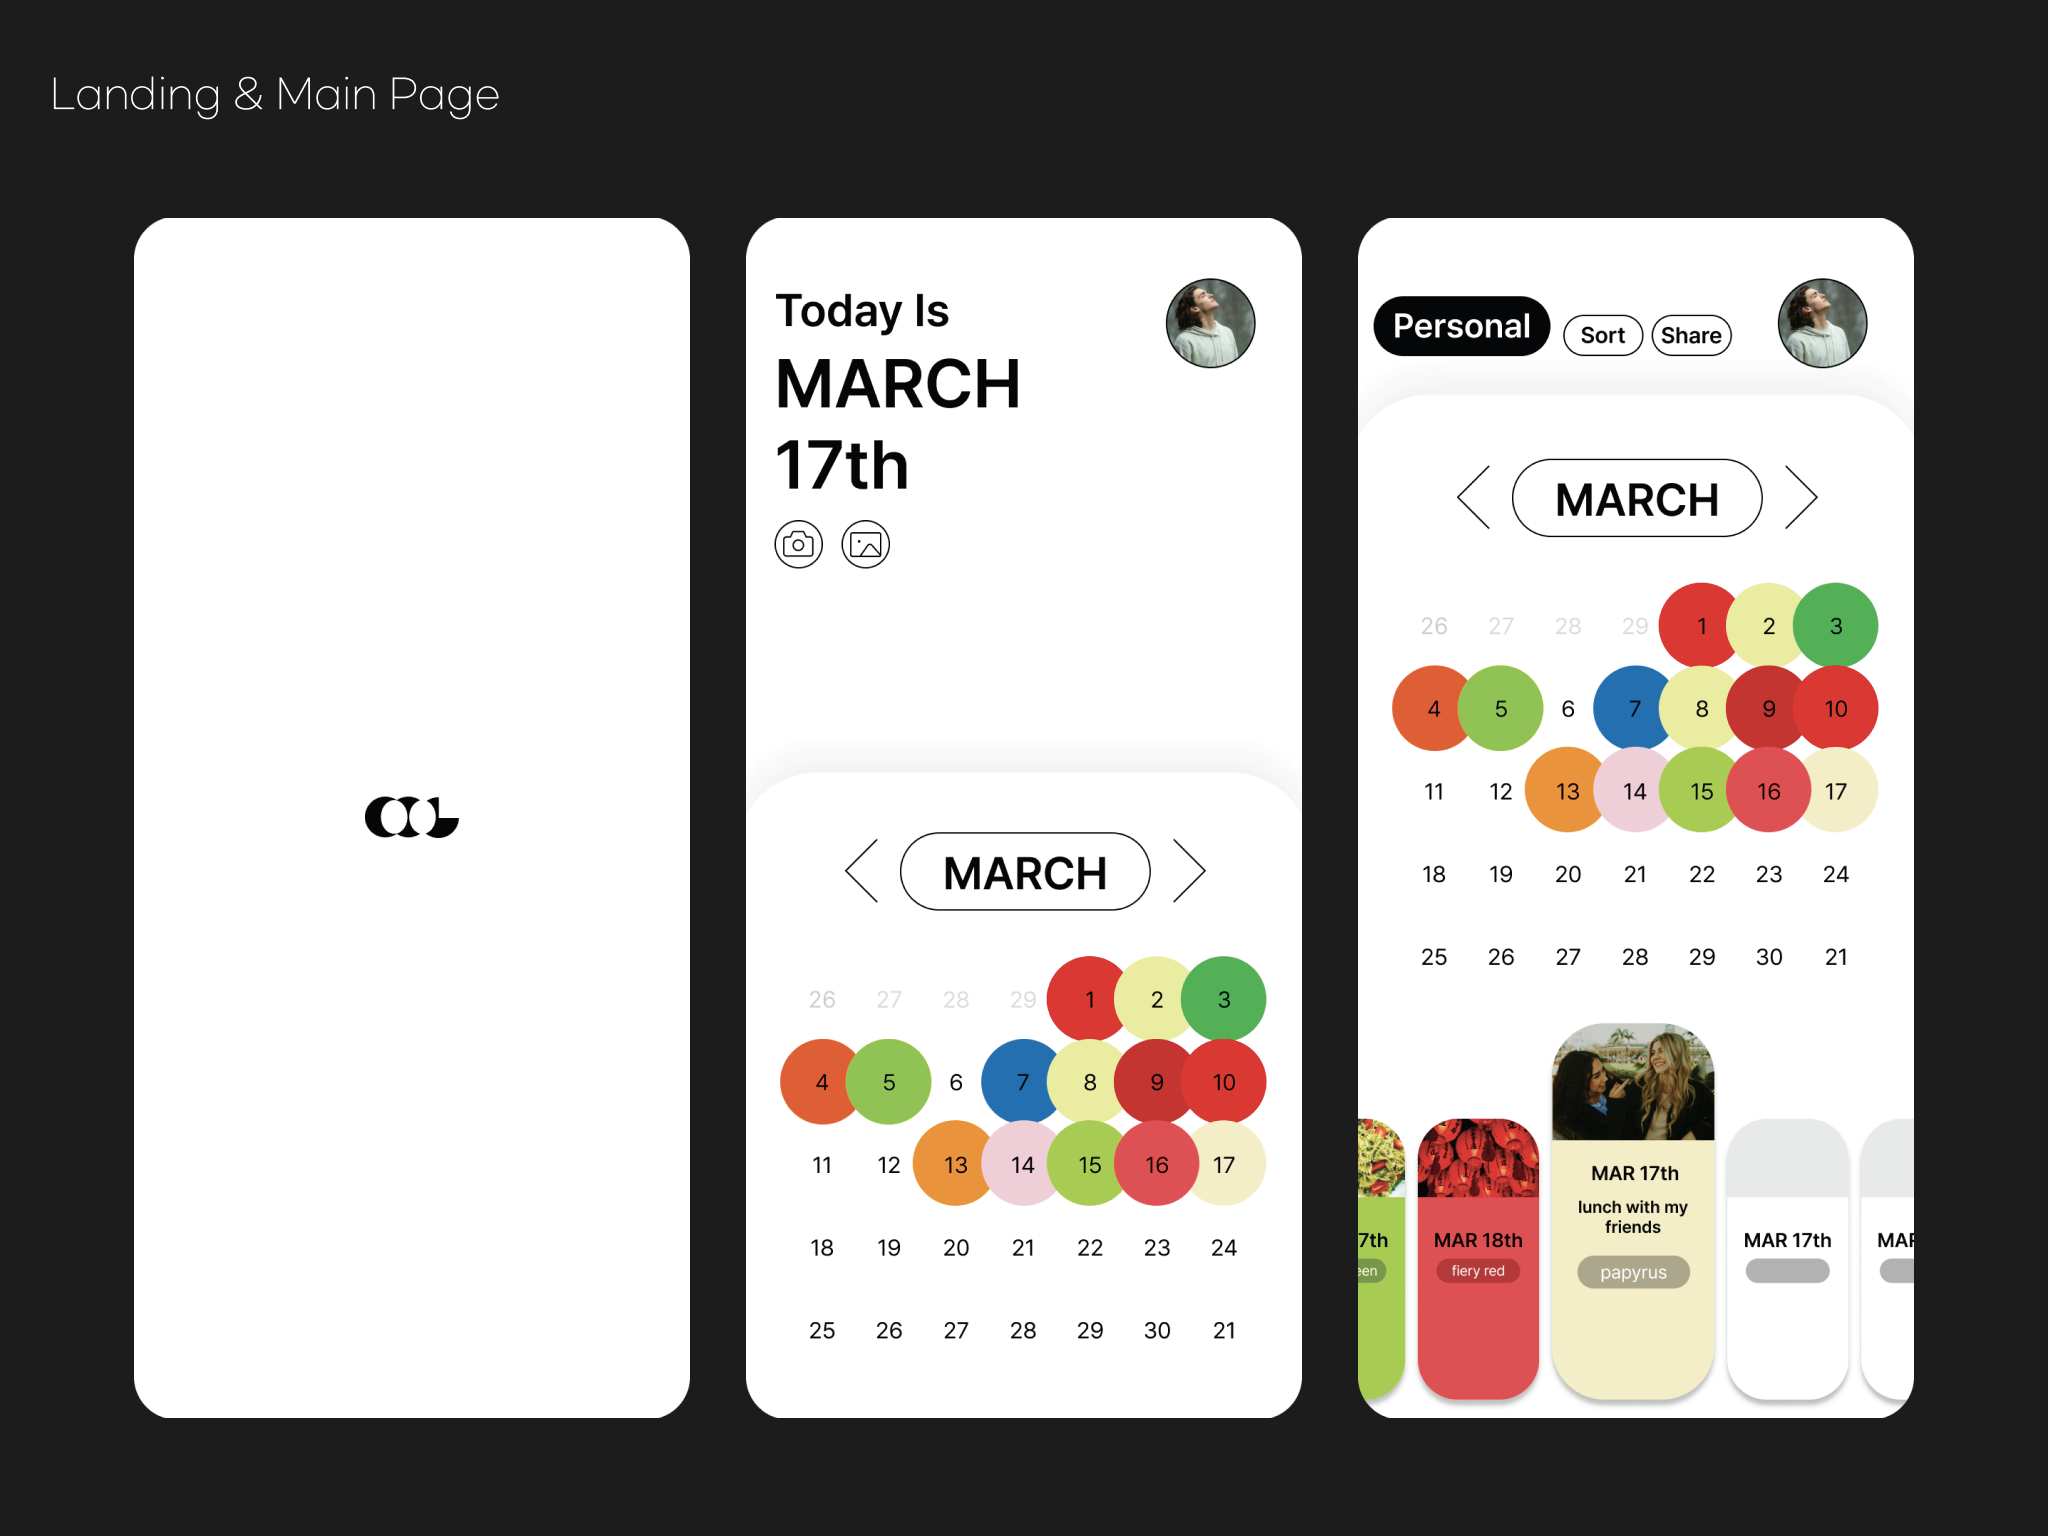 Landing & Main Page
Today Is
MARCH
17th
MARCH
26 27 28 29 1 2 3
4 5 6 7 8 9 10
11 12 13 14 15 16 17
18 19 20 21 22 23 24
25 26 27 28 29 30 21
Personal Sort Share
MARCH
26 27 28 29 1 2 3
4 5 6 7 8 9 10
11 12 13 14 15 16 17
18 19 20 21 22 23 24
25 26 27 28 29 30 21
7th
een
MAR 18th
fiery red
MAR 17th
lunch with my
friends
papyrus
MAR 17th
MAR